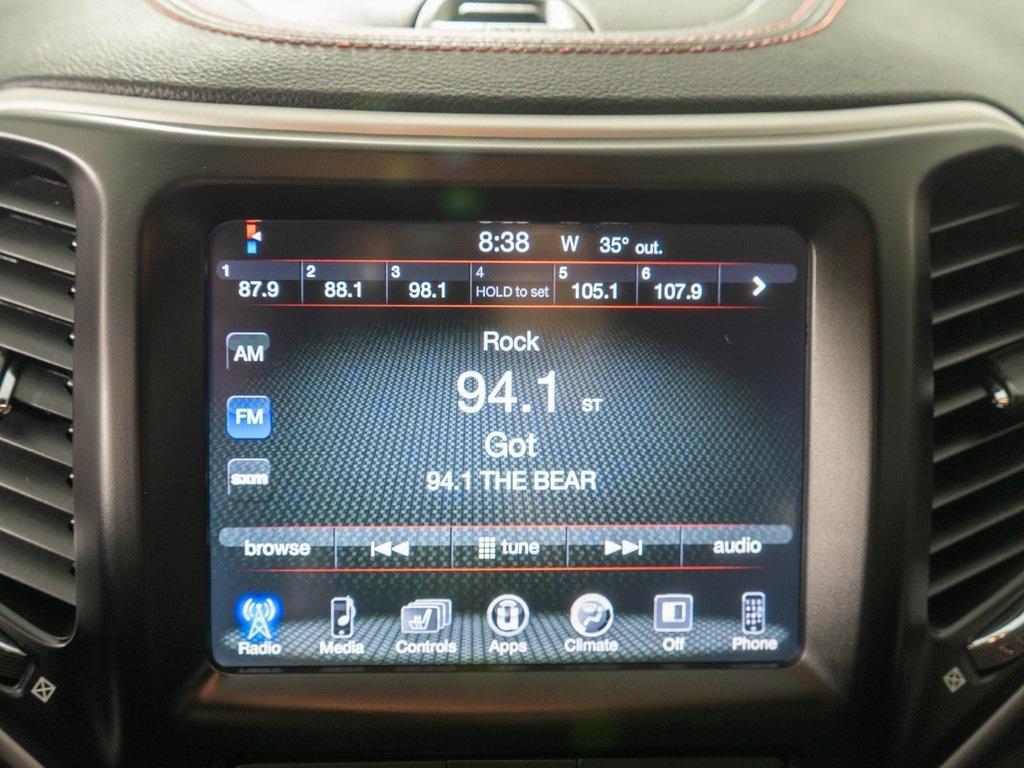 8:38 W 35° out.
1 2 3 4 5 6
87.9 88.1 98.1 HOLD to set 105.1 107.9
AM
Rock
94.1 ST
FM
Got
sxm
94.1 THE BEAR
browse tune audio
Radio Media Controls Apps Climate Off Phone